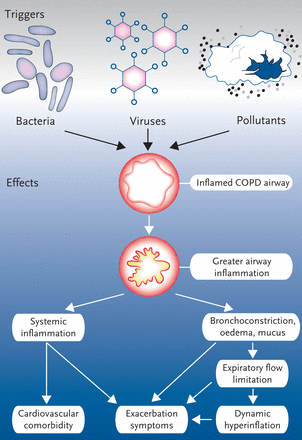 Triggers
Bacteria
Viruses
Pollutants
Effects
Inflamed COPD airway
Greater airway
inflammation
Systemic
inflammation
Bronchoconstriction,
oedema, mucus
Expiratory flow
limitation
Cardiovascular
comorbidity
Exacerbation
symptoms
Dynamic
hyperinflation